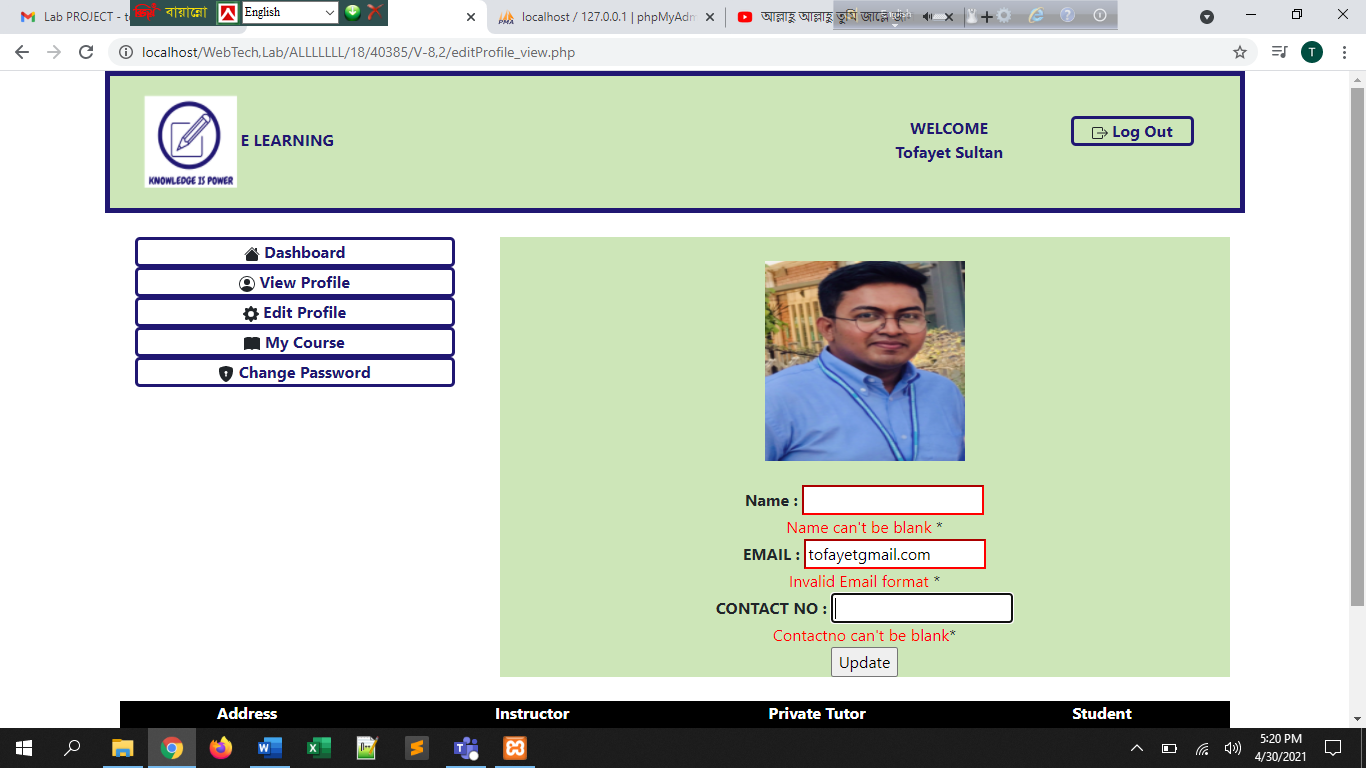 Lab PROJECT - t
বায়ান্নো
English
localhost / 127.0.0.1 | phpMyAdm
আল্লাহু আল্লাহু তুমি জাল্লে
English
localhost/WebTech,Lab/ALLLLLLL/18/40385/V-8,2/editProfile_view.php
T
KNOWLEDGE IS POWER
E LEARNING
WELCOME
Tofayet Sultan
Log Out
Dashboard
View Profile
Edit Profile
My Course
Change Password
Name :
Name can't be blank *
EMAIL : tofayetgmail.com
Invalid Email format *
CONTACT NO :
Contactno can't be blank*
Update
Address Instructor Private Tutor Student
5:20 PM
4/30/2021